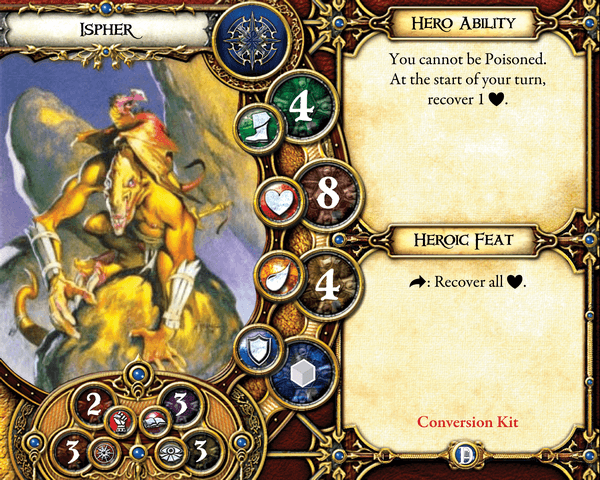 Ispher
4
8
4
2
3
3
3
Hero Ability
You cannot be Poisoned.
At the start of your turn,
recover 1 ♥.
Heroic Feat
: Recover all ♥.
Conversion Kit
D